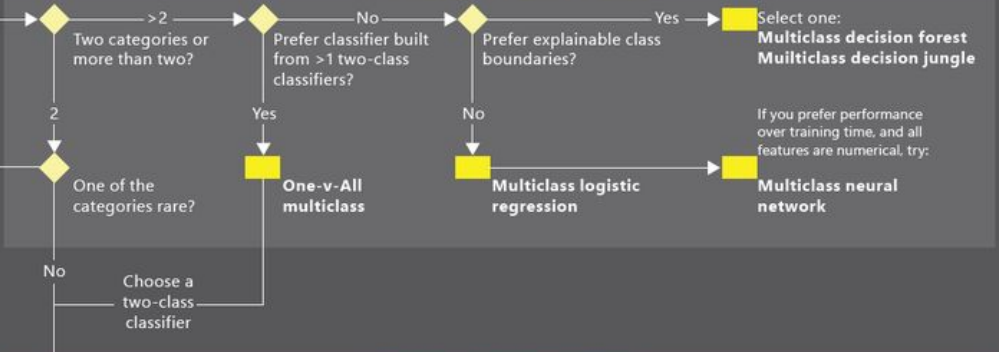 >2
No
Yes
Two categories or
more than two?
Prefer classifier built
from >1 two-class
classifiers?
Prefer explainable class
boundaries?
Select one:
Multiclass decision forest
Muilticlass decision jungle
2
Yes
No
If you prefer performance
over training time, and all
features are numerical, try:
One of the
categories rare?
One-v-All
multiclass
Multiclass logistic
regression
Multiclass neural
network
No
Choose a
two-class
classifier